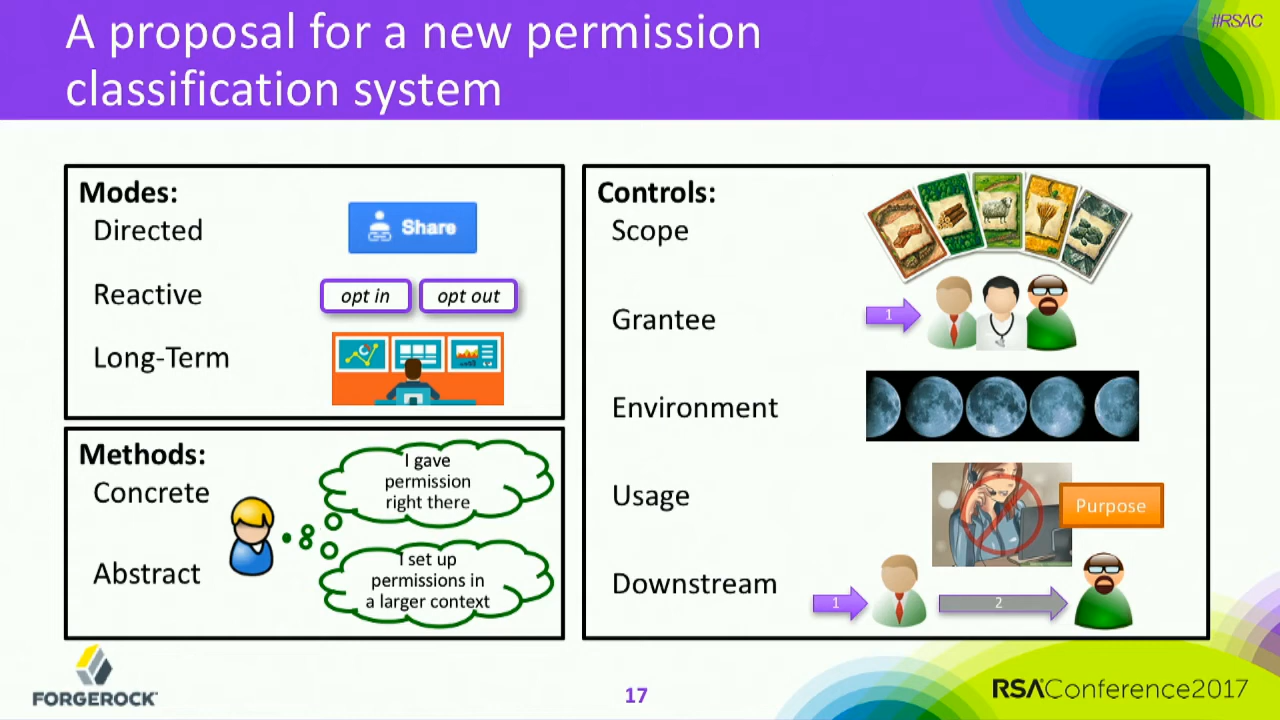 #RSAC
A proposal for a new permission
classification system
Modes:
Directed
Share
Reactive
opt in
opt out
Long-Term
Methods:
Concrete
I gave
permission
right there
Abstract
I set up
permissions in
a larger context
Controls:
Scope
Grantee
1
Environment
Usage
Purpose
Downstream
1
2
FORGEROCK
17
RSAConference2017